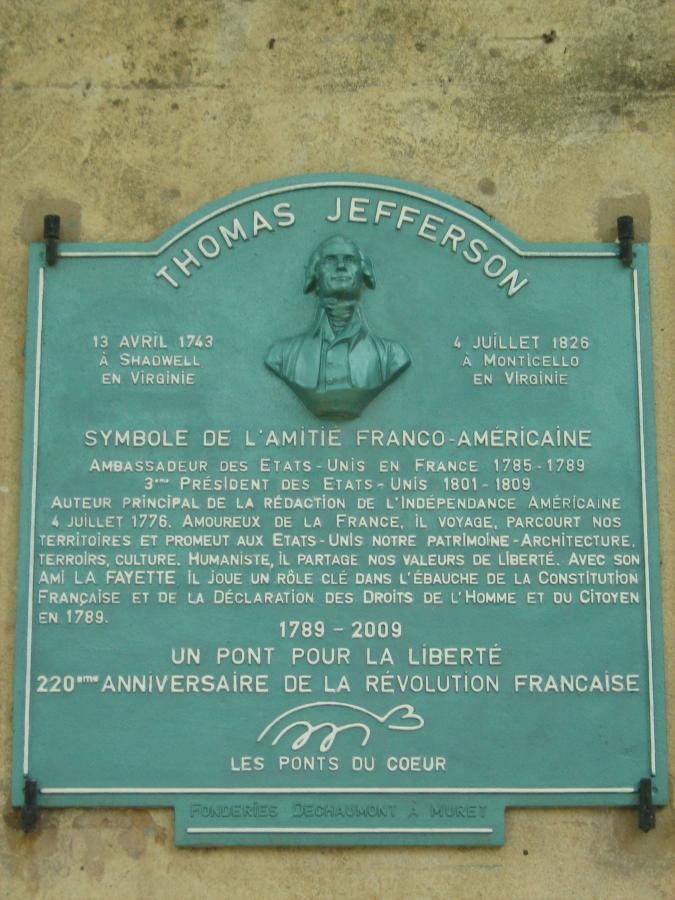 THOMAS JEFFERSON
13 AVRIL 1743
À SHADWELL
EN VIRGINIE
4 JUILLET 1826
À MONTICELLO
EN VIRGINIE
SYMBOLE DE L'AMITIÉ FRANCO-AMÉRICAINE
AMBASSADEUR DES ETATS-UNIS EN FRANCE 1785-1789
3ème PRÉSIDENT DES ETATS-UNIS 1801-1809
AUTEUR PRINCIPAL DE LA RÉDACTION DE L'INDÉPENDANCE AMÉRICAINE
4 JUILLET 1776. AMOUREUX DE LA FRANCE, IL VOYAGE, PARCOURT NOS
TERRITOIRES ET PROMEUT AUX ETATS-UNIS NOTRE PATRIMOINE-ARCHITECTURE,
TERROIRS, CULTURE. HUMANISTE, IL PARTAGE NOS VALEURS DE LIBERTÉ. AVEC SON
AMI LA FAYETTE IL JOUE UN RÔLE CLÉ DANS L'ÉBAUCHE DE LA CONSTITUTION
FRANÇAISE ET DE LA DÉCLARATION DES DROITS DE L'HOMME ET DU CITOYEN
EN 1789.
1789 - 2009
UN PONT POUR LA LIBERTÉ
220ème ANNIVERSAIRE DE LA RÉVOLUTION FRANÇAISE
LES PONTS DU COEUR
FONDERIES DECHAUMONT À MURET